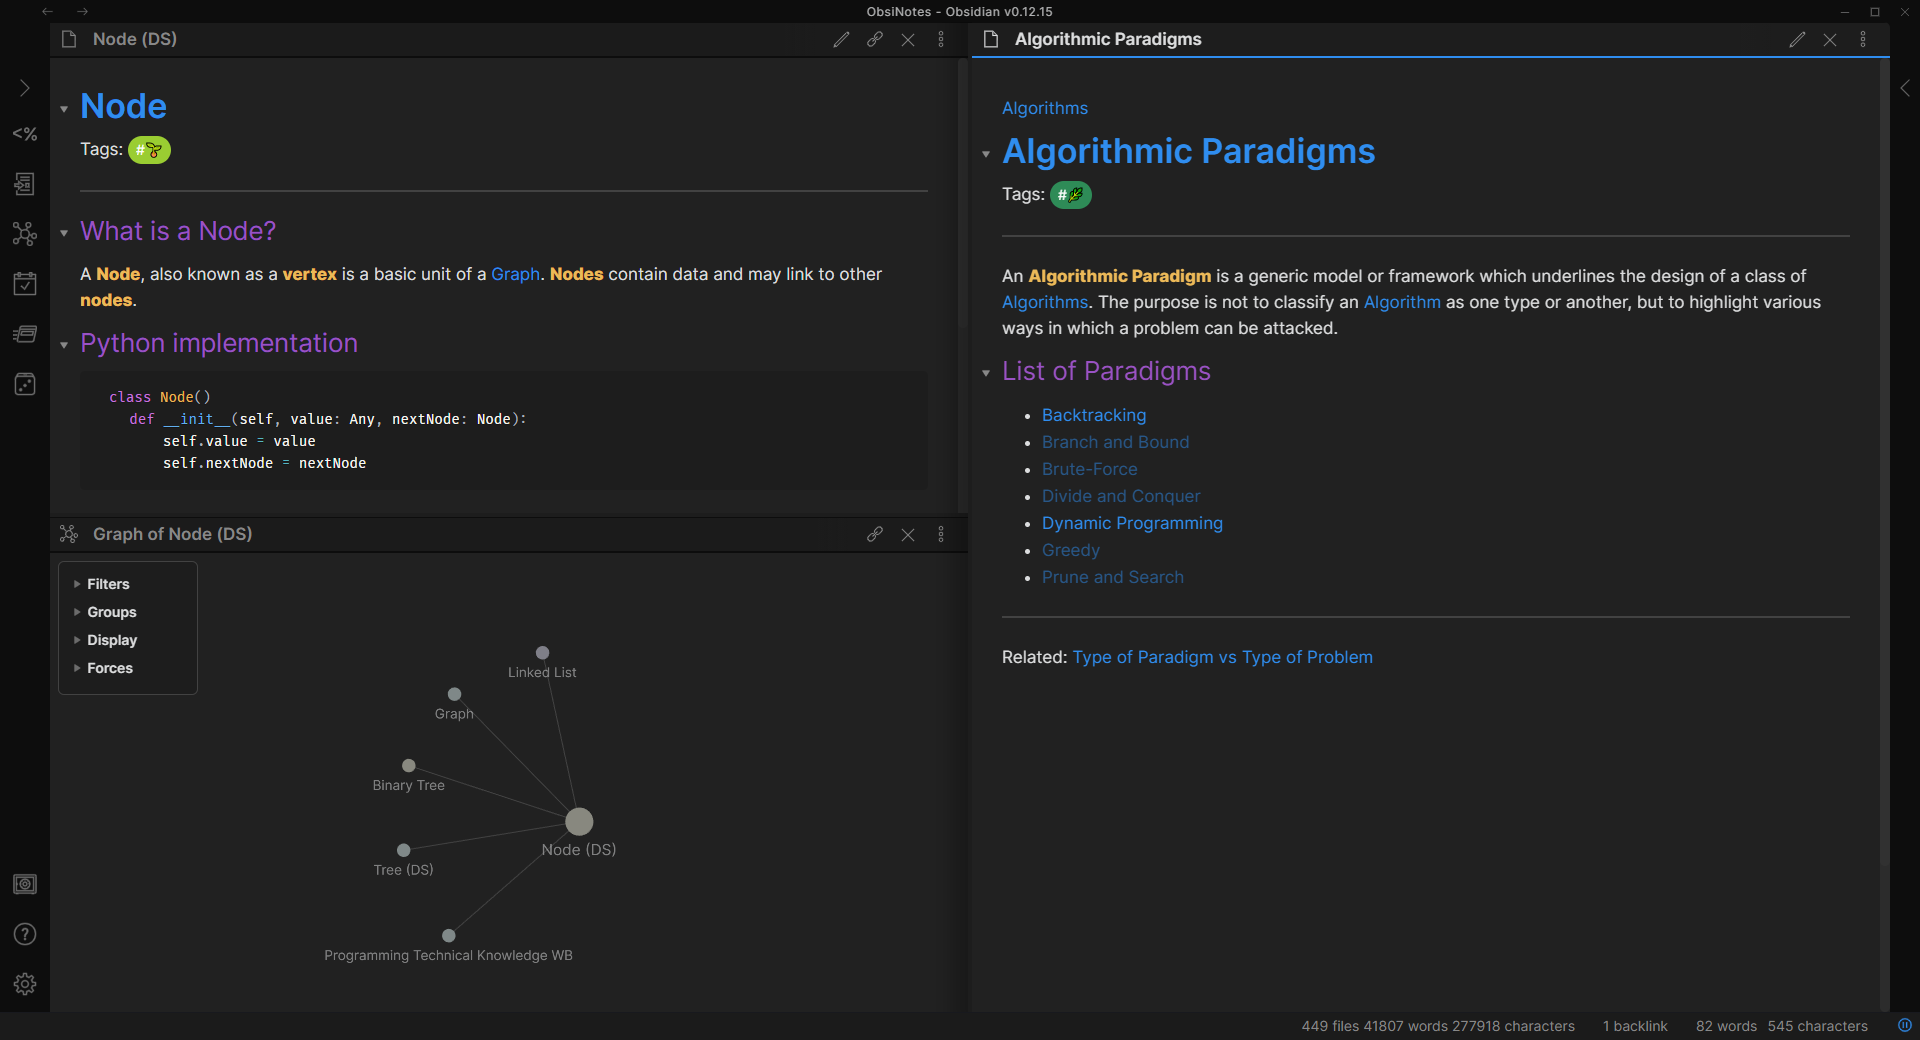 ObsiNotes - Obsidian v0.12.15
Node (DS)
Node
Tags: #
What is a Node?
A Node, also known as a vertex is a basic unit of a Graph. Nodes contain data and may link to other
nodes.
Python implementation
class Node()
def __init__(self, value: Any, nextNode: Node):
self.value = value
self.nextNode = nextNode
Graph of Node (DS)
Filters
Groups
Display
Forces
Linked List
Graph
Binary Tree
Node (DS)
Tree (DS)
Programming Technical Knowledge WB
Algorithmic Paradigms
Algorithms
Algorithmic Paradigms
Tags: #
An Algorithmic Paradigm is a generic model or framework which underlines the design of a class of
Algorithms. The purpose is not to classify an Algorithm as one type or another, but to highlight various
ways in which a problem can be attacked.
List of Paradigms
Backtracking
Branch and Bound
Brute-Force
Divide and Conquer
Dynamic Programming
Greedy
Prune and Search
Related: Type of Paradigm vs Type of Problem
<%
449 files 41807 words 277918 characters 1 backlink 82 words 545 characters